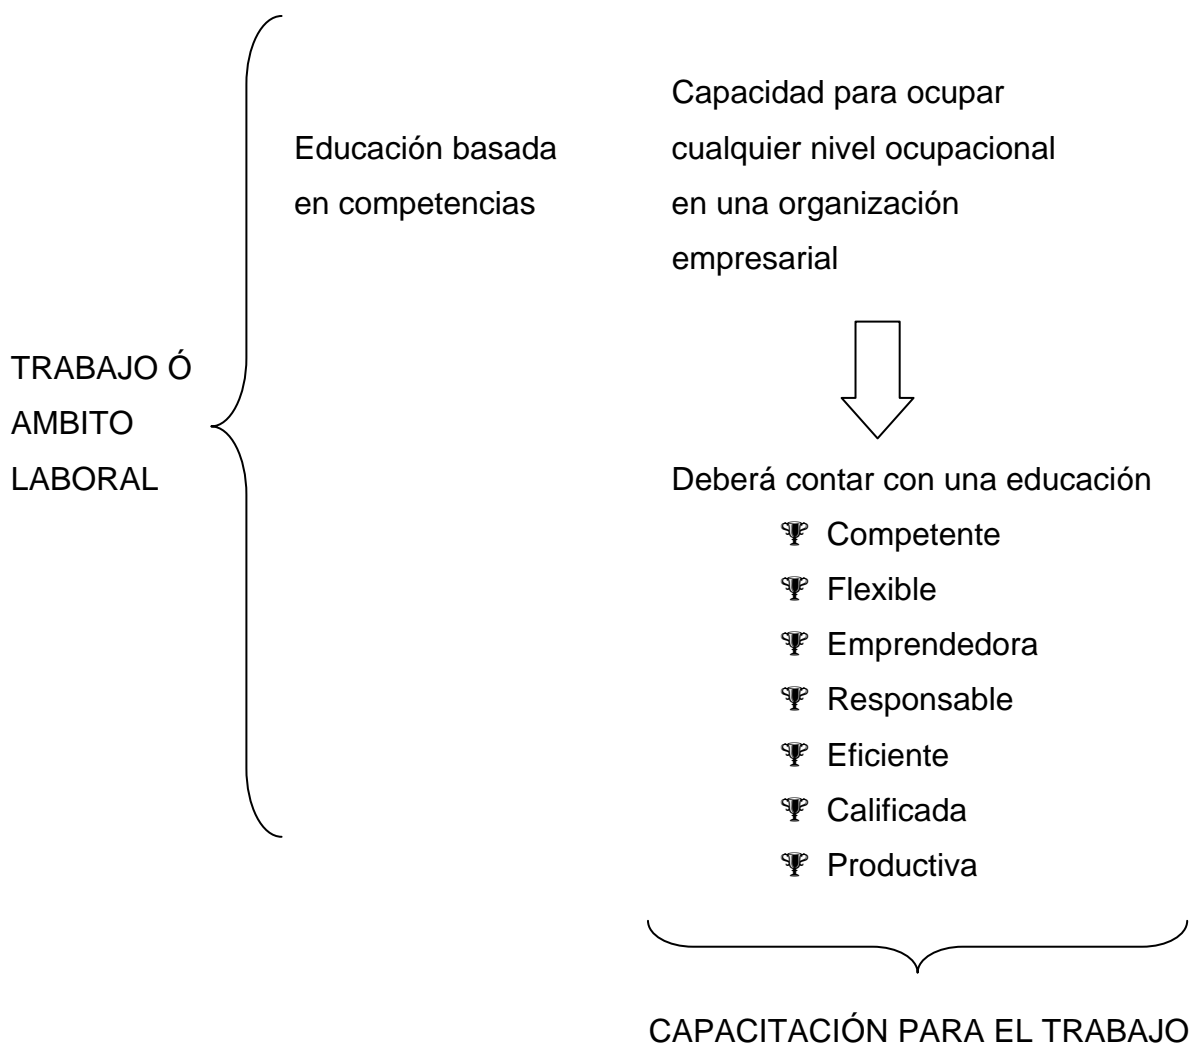 TRABAJO Ó
AMBITO
LABORAL
Educación basada
en competencias
Capacidad para ocupar
cualquier nivel ocupacional
en una organización
empresarial
Deberá contar con una educación
Competente
Flexible
Emprendedora
Responsable
Eficiente
Calificada
Productiva
CAPACITACIÓN PARA EL TRABAJO